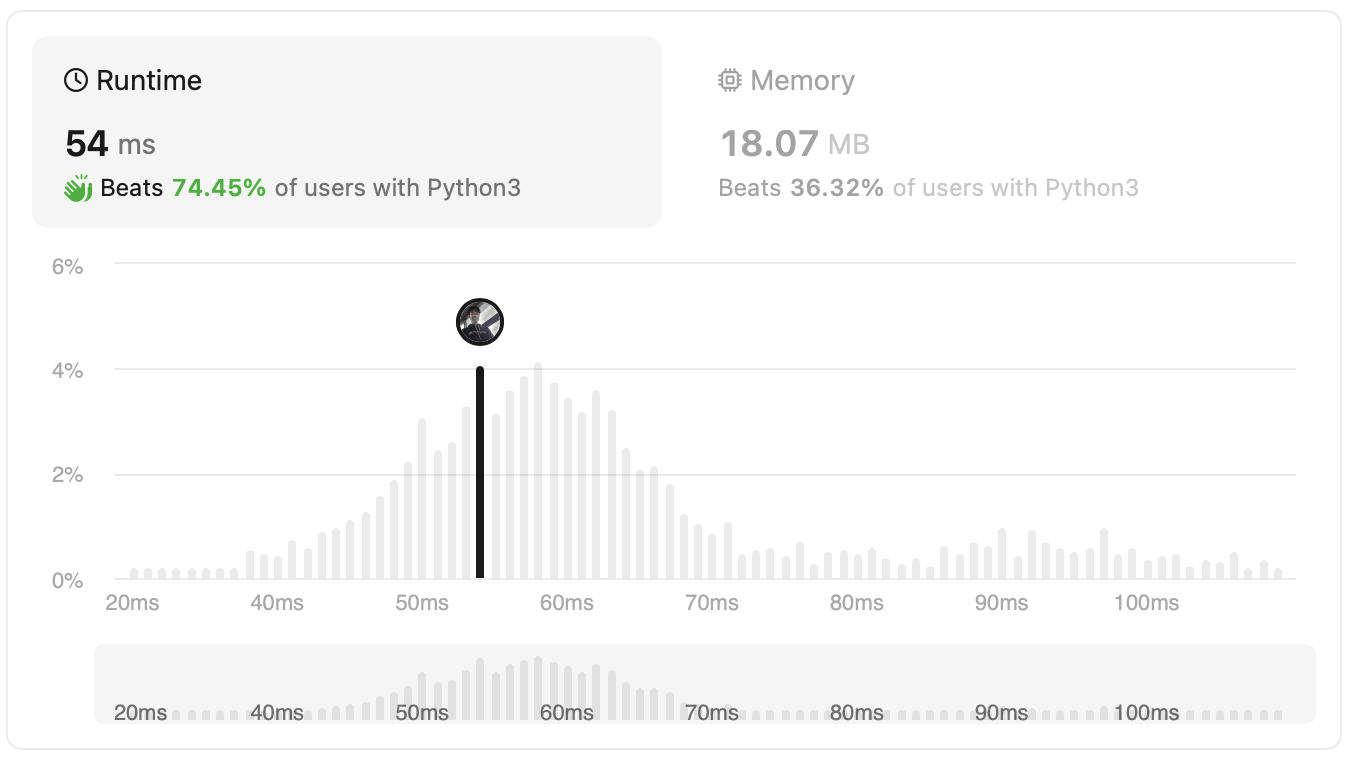 Runtime
54 ms
Beats 74.45% of users with Python3
Memory
18.07 MB
Beats 36.32% of users with Python3
6%
4%
2%
0%
20ms 40ms 50ms 60ms 70ms 80ms 90ms 100ms
20ms 40ms 50ms 60ms 70ms 80ms 90ms 100ms